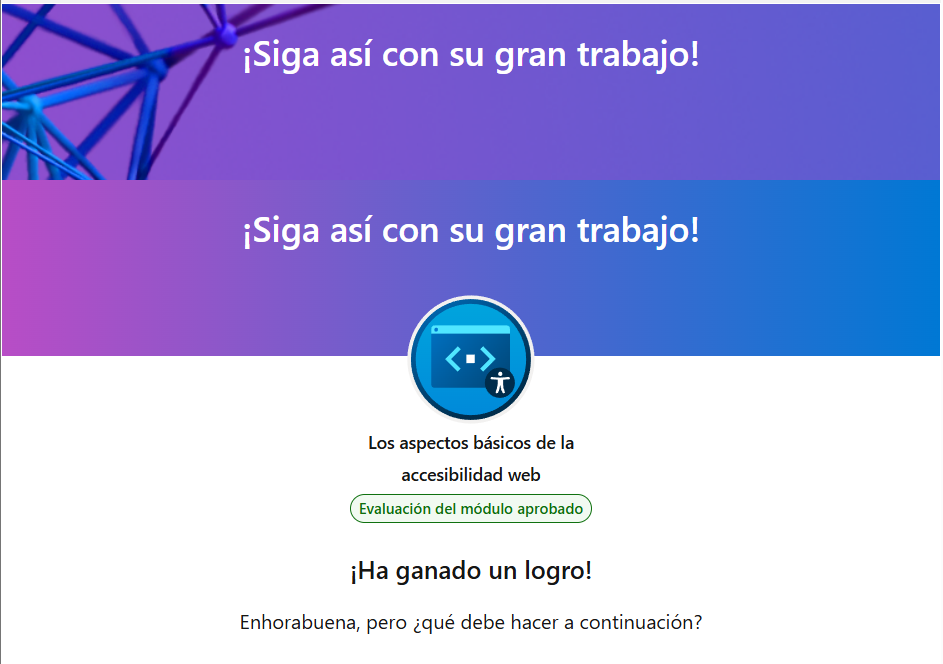 ¡Siga así con su gran trabajo!
¡Siga así con su gran trabajo!
Los aspectos básicos de la
accesibilidad web
Evaluación del módulo aprobado
¡Ha ganado un logro!
Enhorabuena, pero ¿qué debe hacer a continuación?